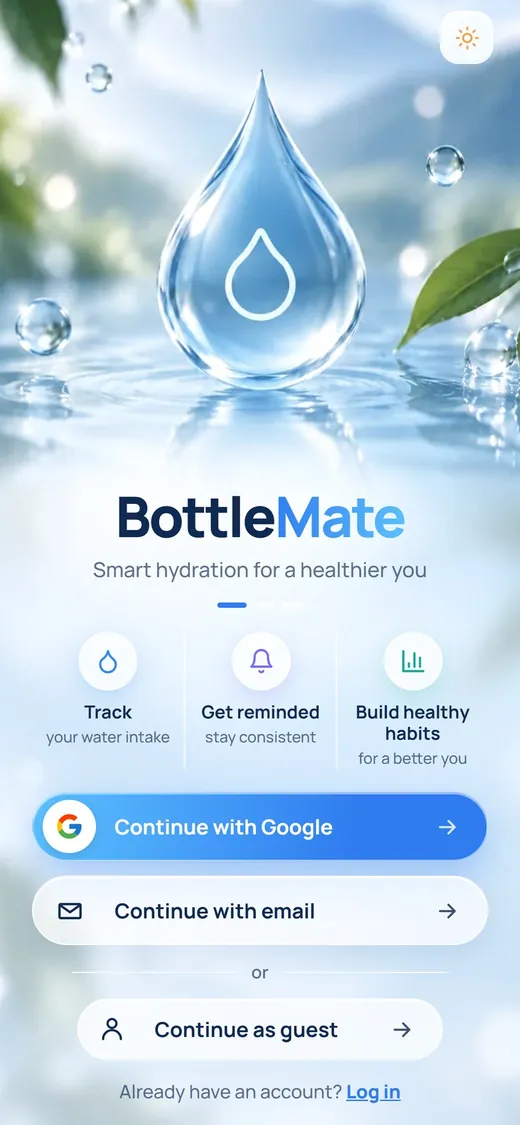 BottleMate
Smart hydration for a healthier you
Track
your water intake
Get reminded
stay consistent
Build healthy
habits
for a better you
Continue with Google
Continue with email
or
Continue as guest
Already have an account? Log in